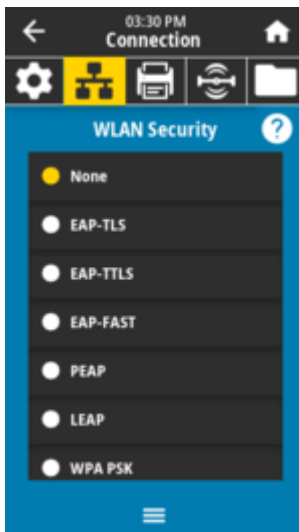 03:30 PM
Connection
WLAN Security
?
None
EAP-TLS
EAP-TTLS
EAP-FAST
PEAP
LEAP
WPA PSK